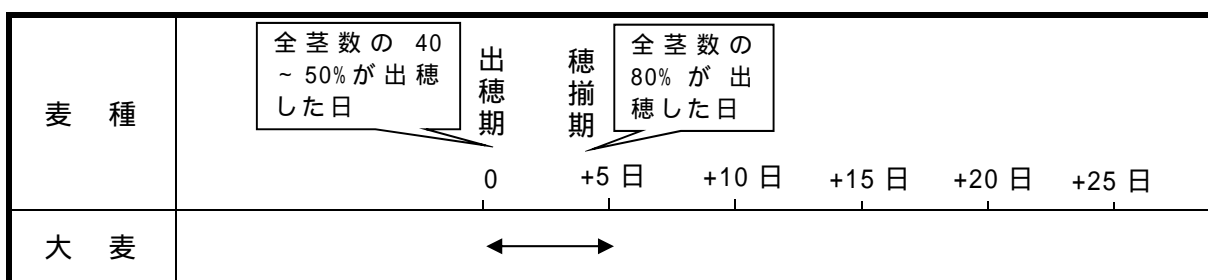 麦 種
全茎数の 40
~ 50%が出穂
した日
出穂期
穂揃期
全茎数の
80% が 出
穂した日
0 +5 日 +10 日 +15 日 +20 日 +25 日
大 麦